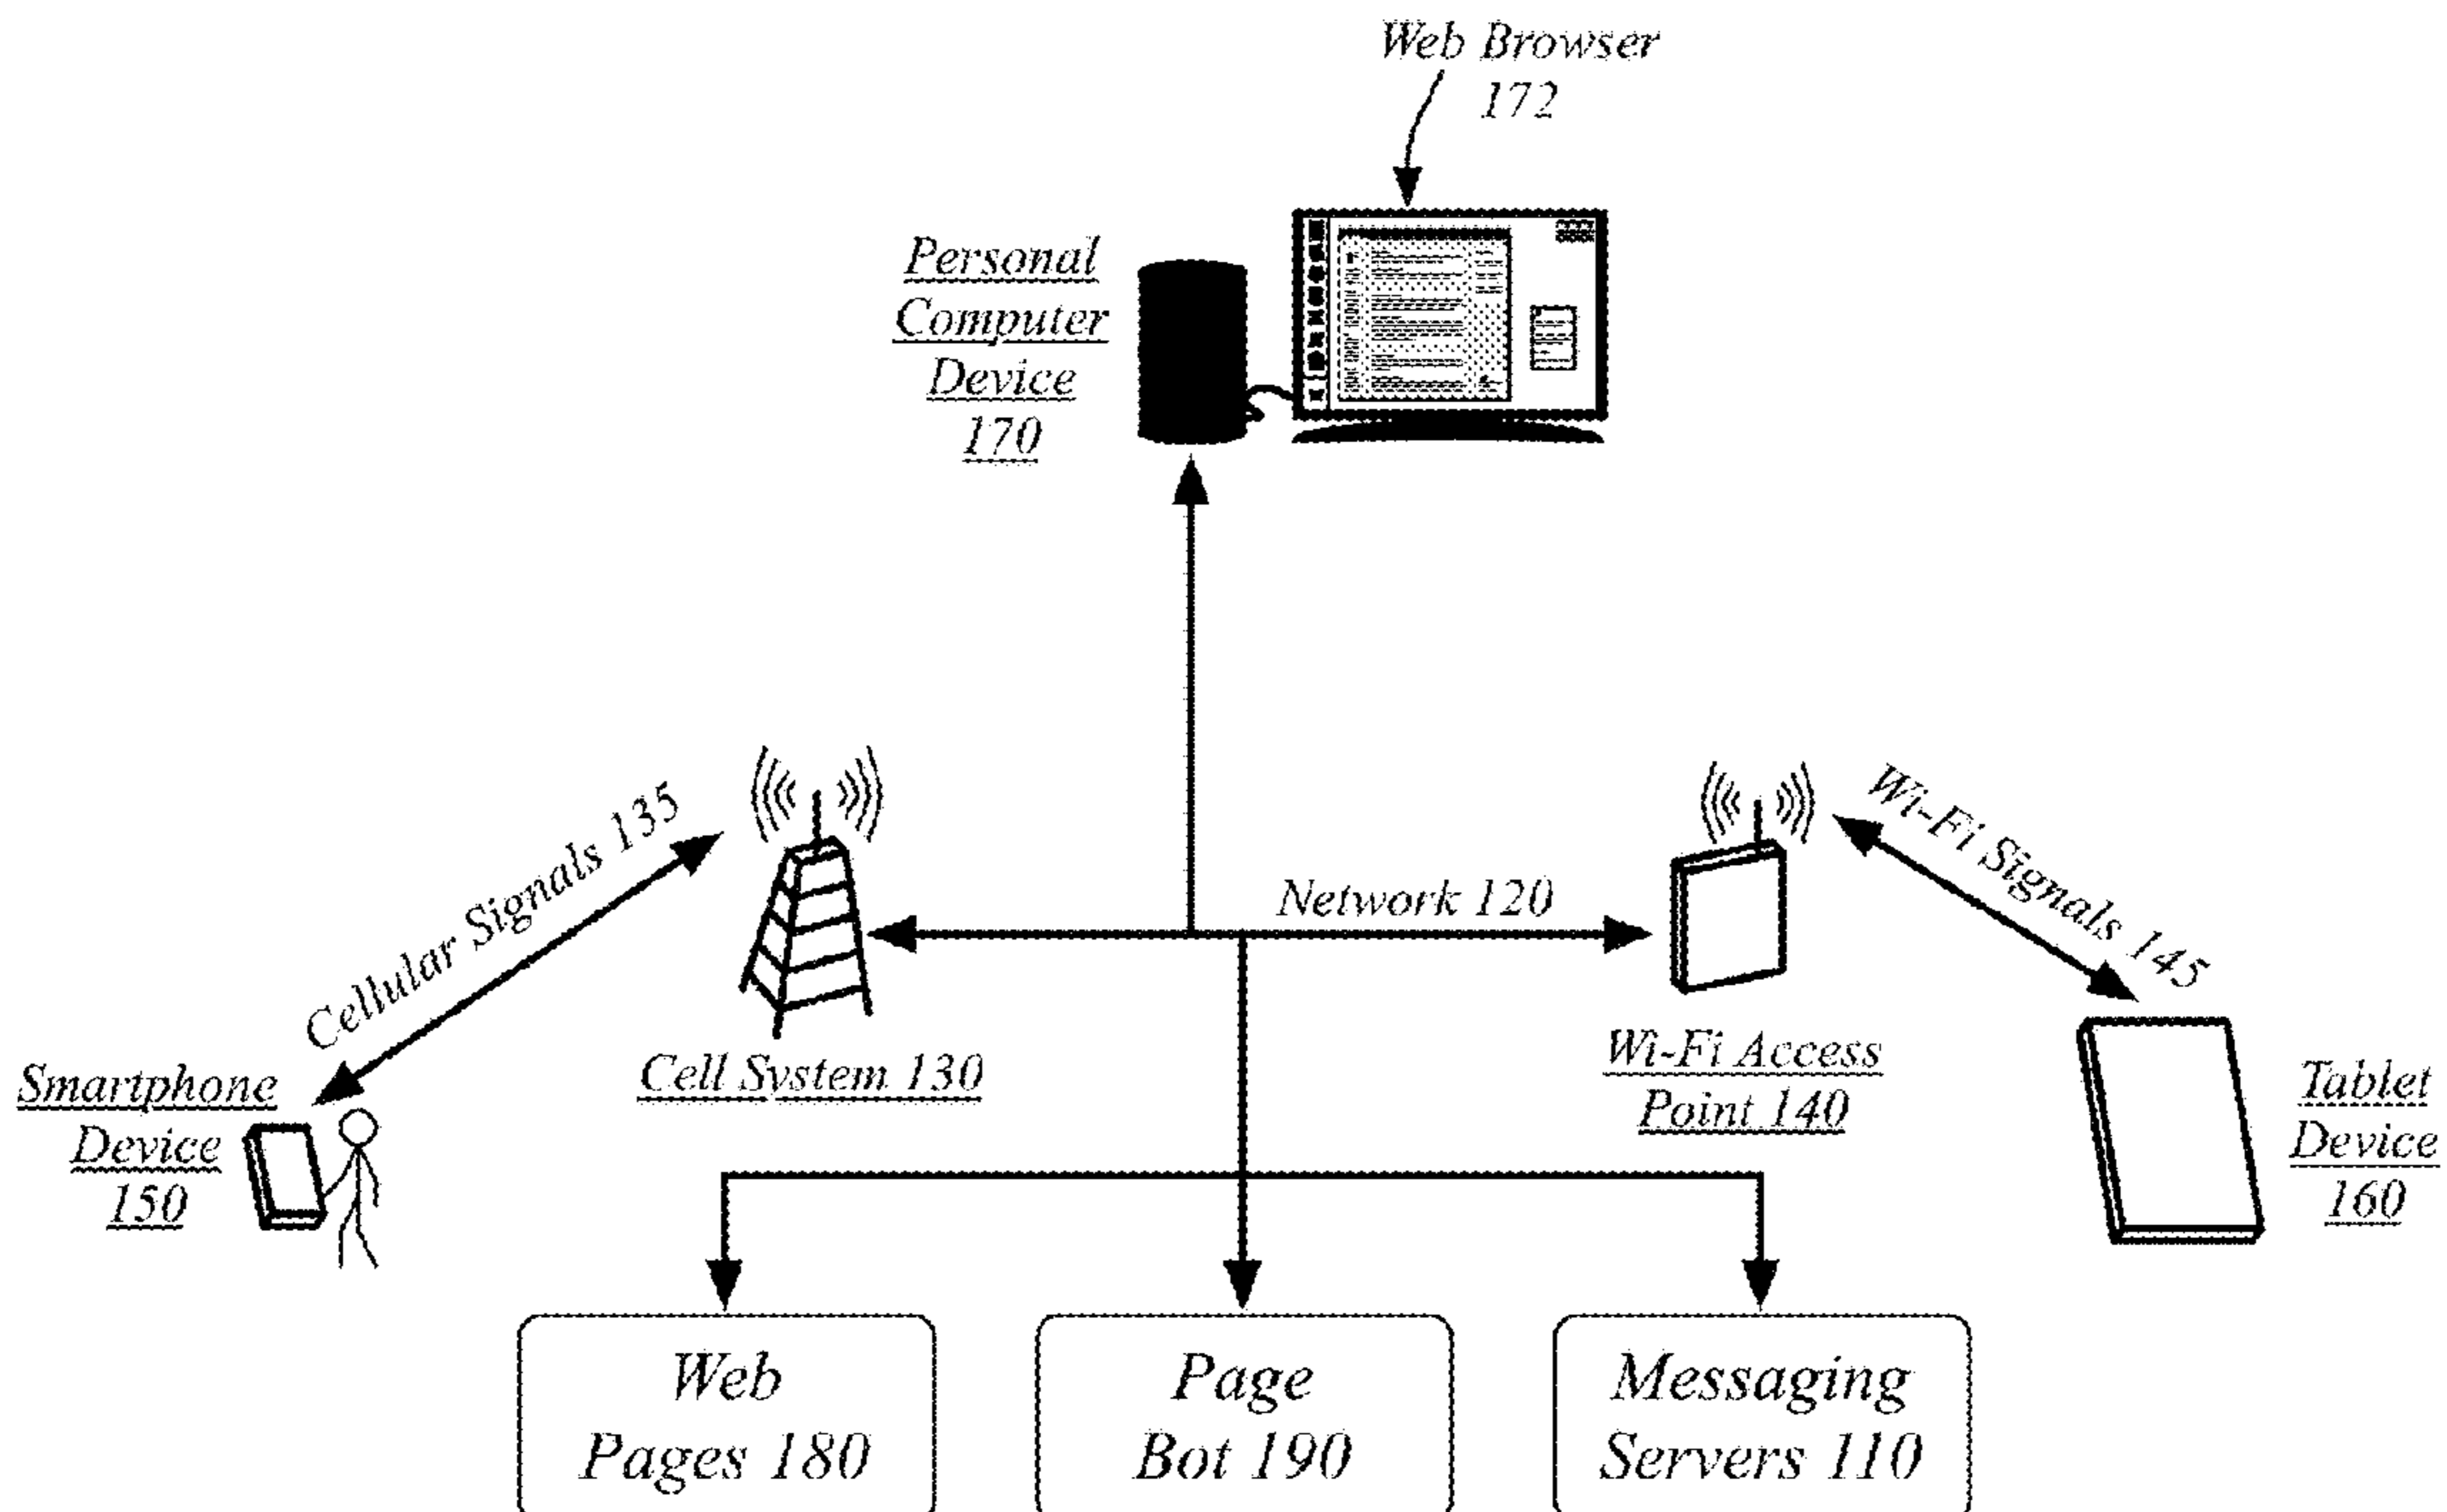 Web Browser
172
Personal
Computer
Device
170
Cellular Signals 135
Wi-Fi Signals 145
Network 120
Smartphone
Device
150
Cell System 130
Wi-Fi Access
Point 140
Tablet
Device
160
Web
Pages 180
Page
Bot 190
Messaging
Servers 110